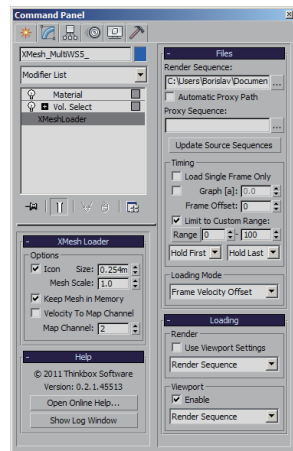 Command Panel
XMesh_MultiWS5_
Modifier List
Material
Vol. Select
XMeshLoader
- XMesh Loader
Options
Icon Size: 0.254m
Mesh Scale: 1.0
Keep Mesh in Memory
Velocity To Map Channel
Map Channel: 2
- Help
© 2011 Thinkbox Software
Version: 0.2.1.45513
Open Online Help...
Show Log Window
- Files
Render Sequence:
C:\Users\Borislav\Documen ...
Automatic Proxy Path
Proxy Sequence:
...
Update Source Sequences
Timing
Load Single Frame Only
Graph [a]: 0.0
Frame Offset: 0
Limit to Custom Range:
Range 0 - 100
Hold First Hold Last
Loading Mode
Frame Velocity Offset
- Loading
Render
Use Viewport Settings
Render Sequence
Viewport
Enable
Render Sequence